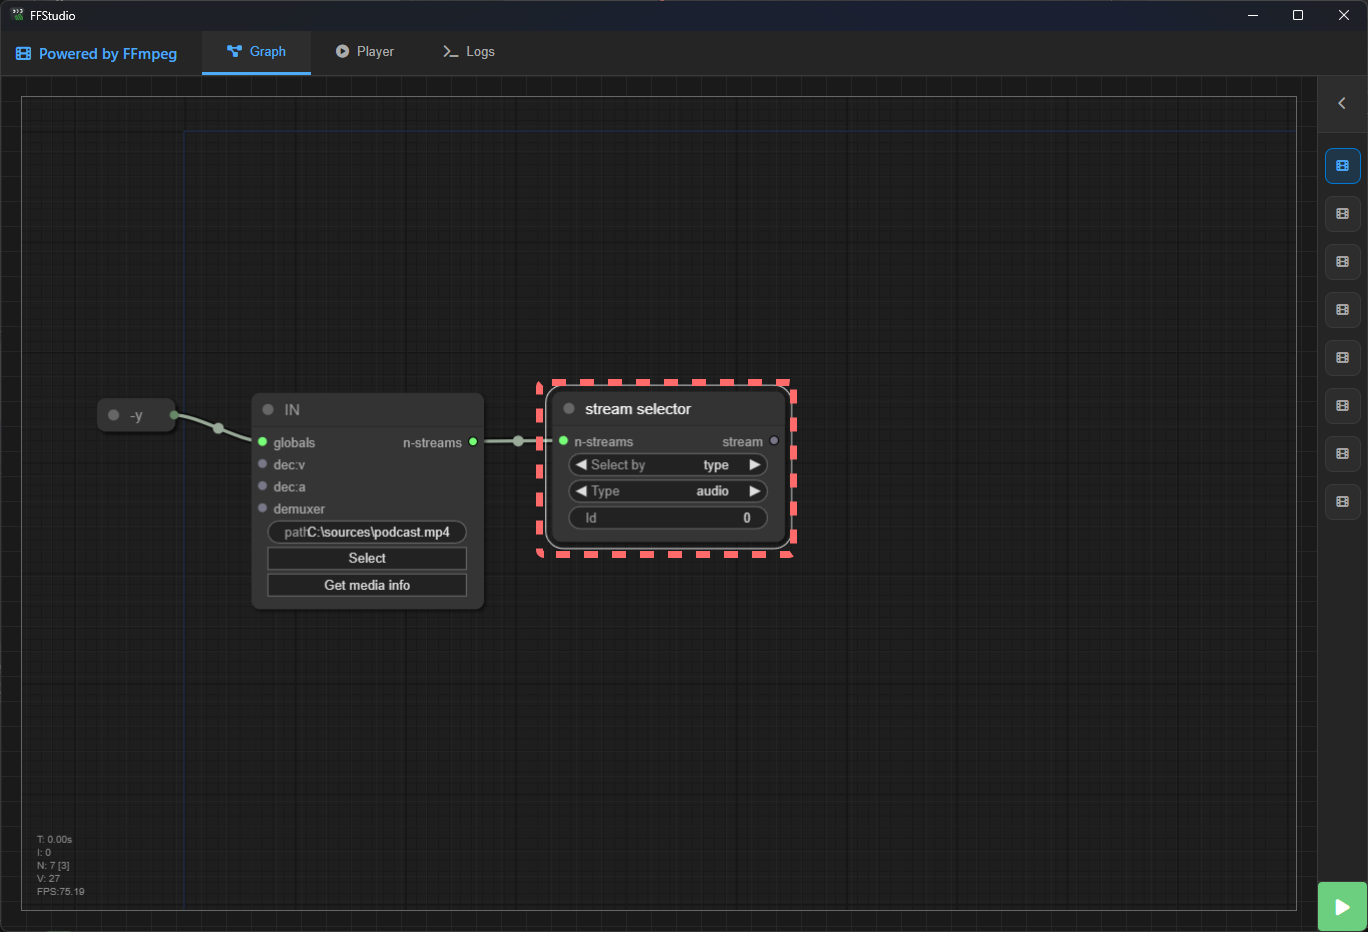 FFStudio
Powered by FFmpeg
Graph
Player
Logs
-y
IN
globals
n-streams
dec:v
dec:a
demuxer
path C:\sources\podcast.mp4
Select
Get media info
stream selector
n-streams
stream
Select by
type
Type
audio
Id
0
T: 0.00s
I: 0
N: 7 [3]
V: 27
FPS:75.19